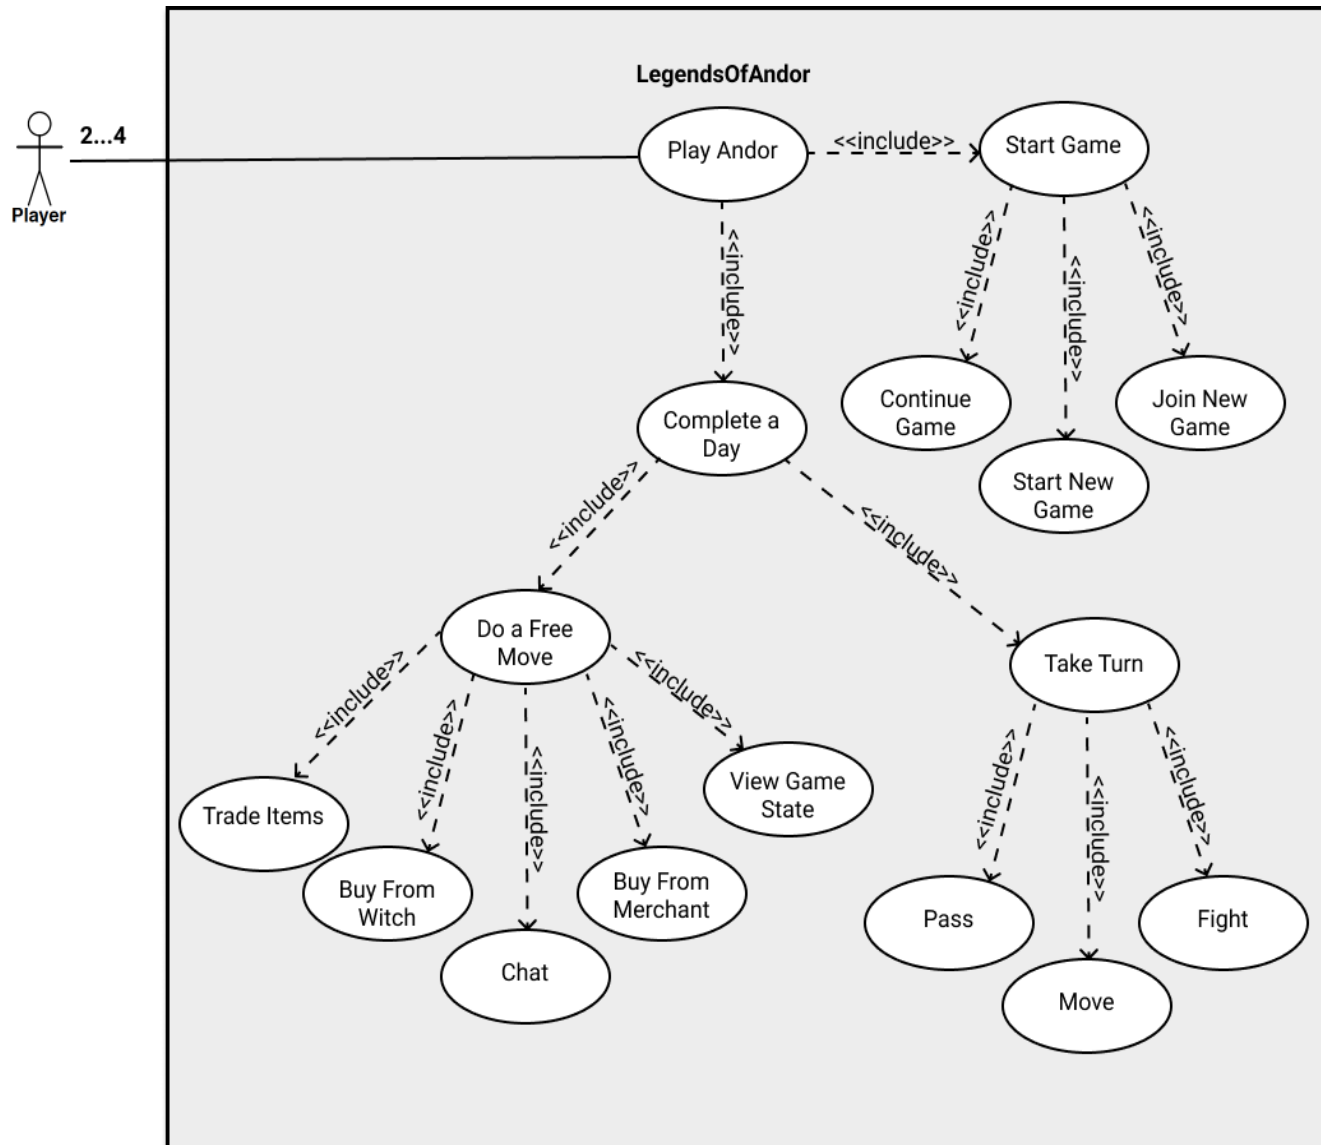 LegendsOfAndor
2...4
Player
Play Andor
<<include>>
Start Game
<<include>>
<<include>>
<<include>>
<<include>>
Continue
Game
Start New
Game
Join New
Game
Complete a
Day
<<include>>
<<include>>
Do a Free
Move
Take Turn
<<include>>
<<include>>
<<include>>
<<include>>
<<include>>
Trade Items
Buy From
Witch
Chat
Buy From
Merchant
View Game
State
<<include>>
<<include>>
<<include>>
Pass
Move
Fight